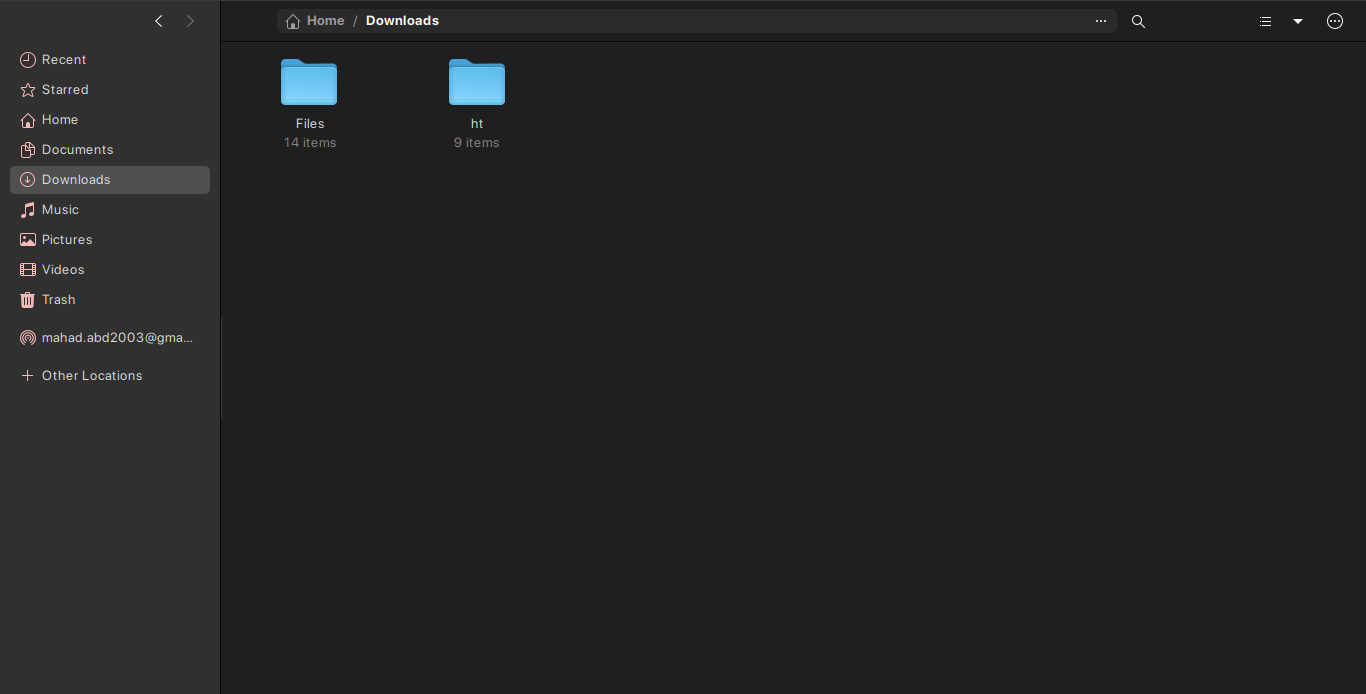 Home / Downloads
Recent
Starred
Home
Documents
Downloads
Music
Pictures
Videos
Trash
mahad.abd2003@gma...
Other Locations
Files
14 items
ht
9 items